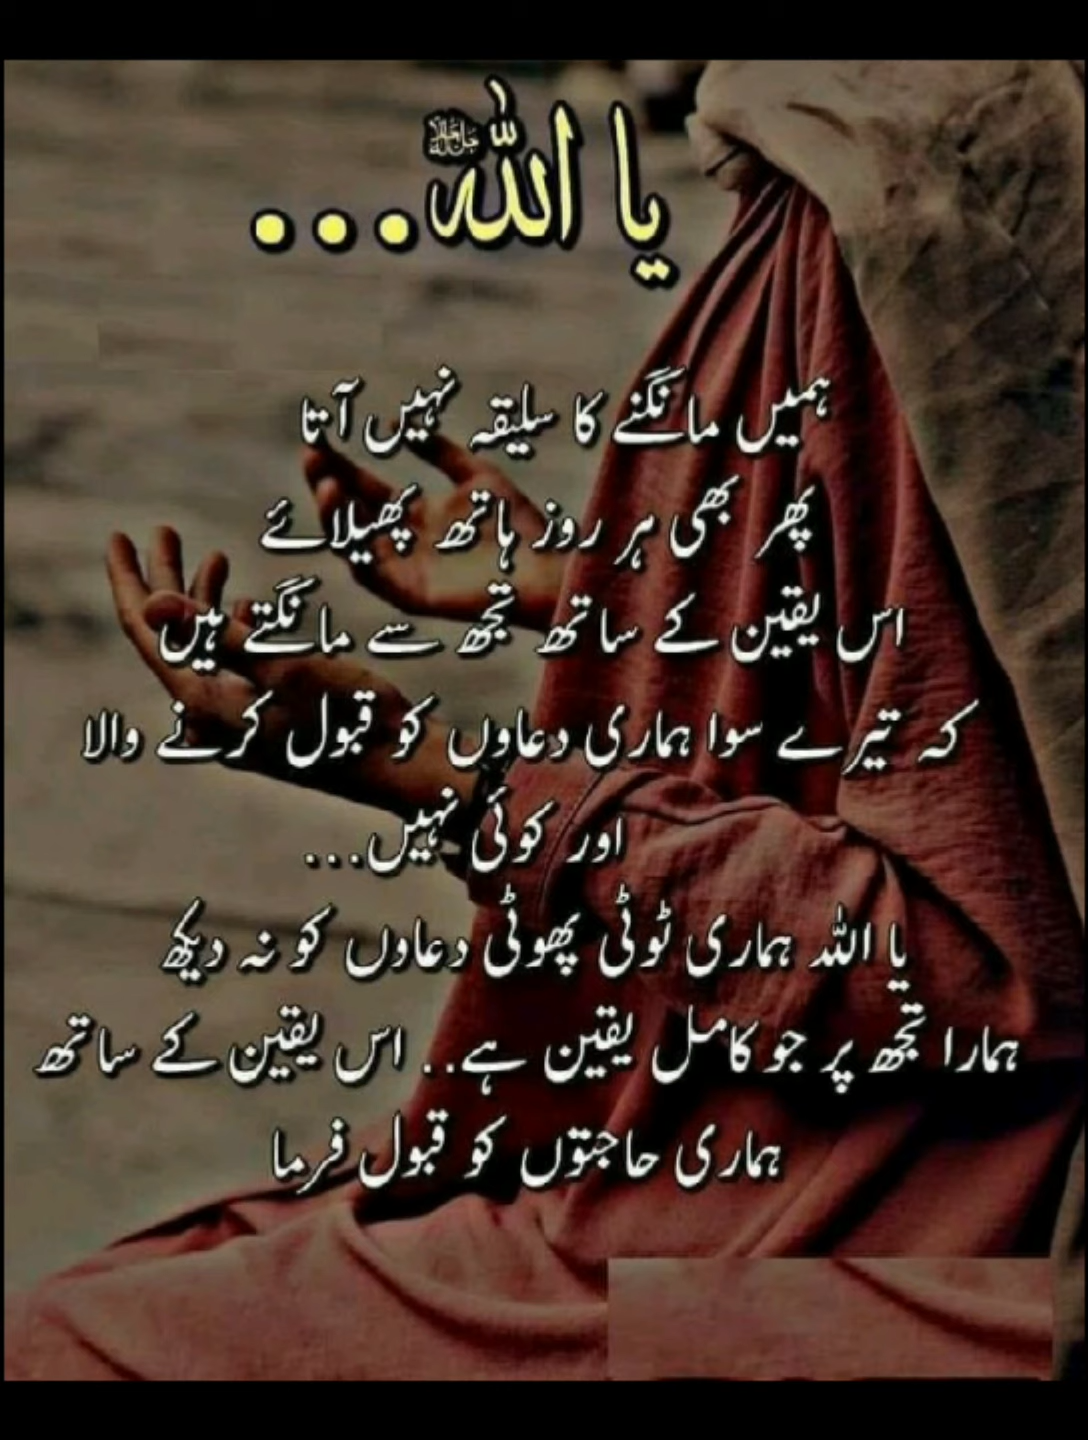 یا اللہ جل جلالہ...
ہمیں مانگنے کا سلیقہ نہیں آتا
پھر بھی ہر روز ہاتھ پھیلائے
اس یقین کے ساتھ تجھ سے مانگتے ہیں
کہ تیرے سوا ہماری دعاوں کو قبول کرنے والا
اور کوئی نہیں...
یا اللہ ہماری ٹوٹی پھوٹی دعاوں کو نہ دیکھ
ہمارا تجھ پر جو کامل یقین ہے.. اس یقین کے ساتھ
ہماری حاجتوں کو قبول فرما